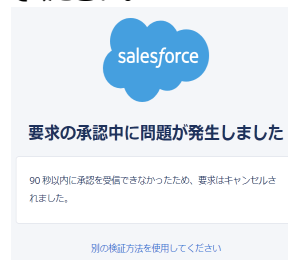 salesforce
要求の承認中に問題が発生しました
90 秒以内に承認を受信できなかったため、要求はキャンセルさ
れました。
別の検証方法を使用してください